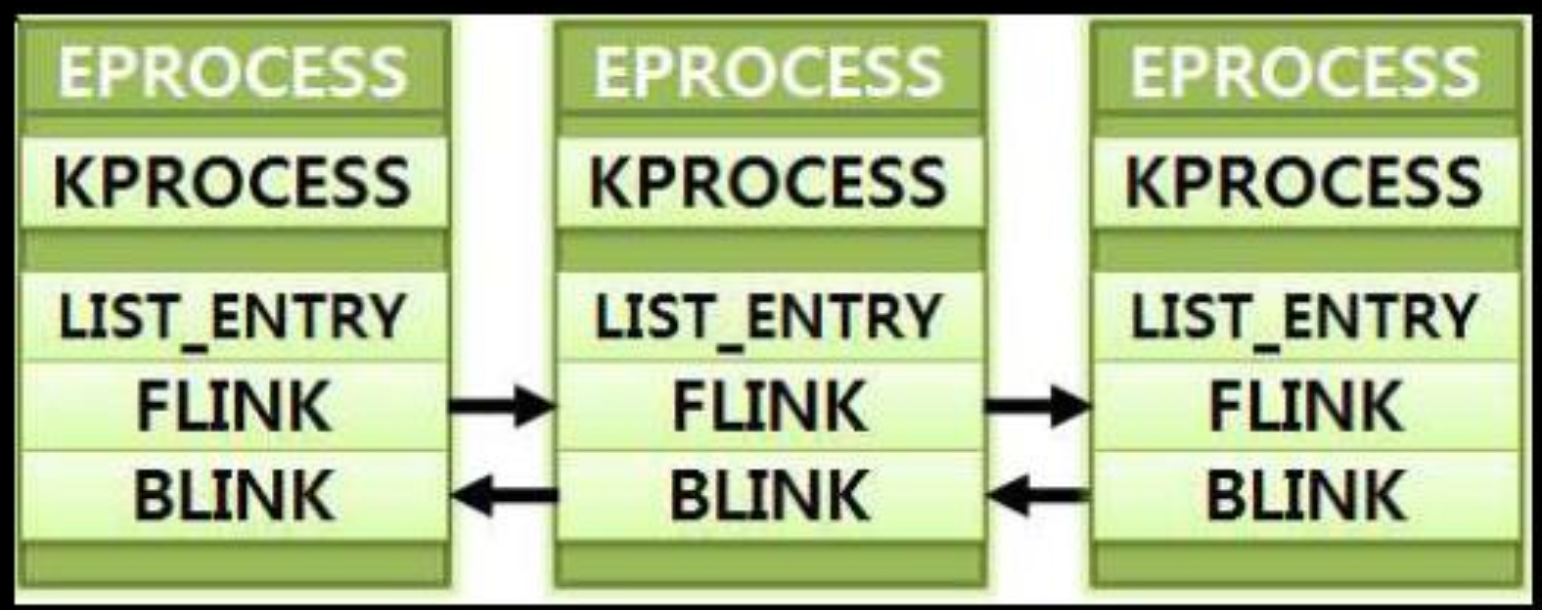 EPROCESS
KPROCESS
LIST_ENTRY
FLINK
BLINK
EPROCESS
KPROCESS
LIST_ENTRY
FLINK
BLINK
EPROCESS
KPROCESS
LIST_ENTRY
FLINK
BLINK